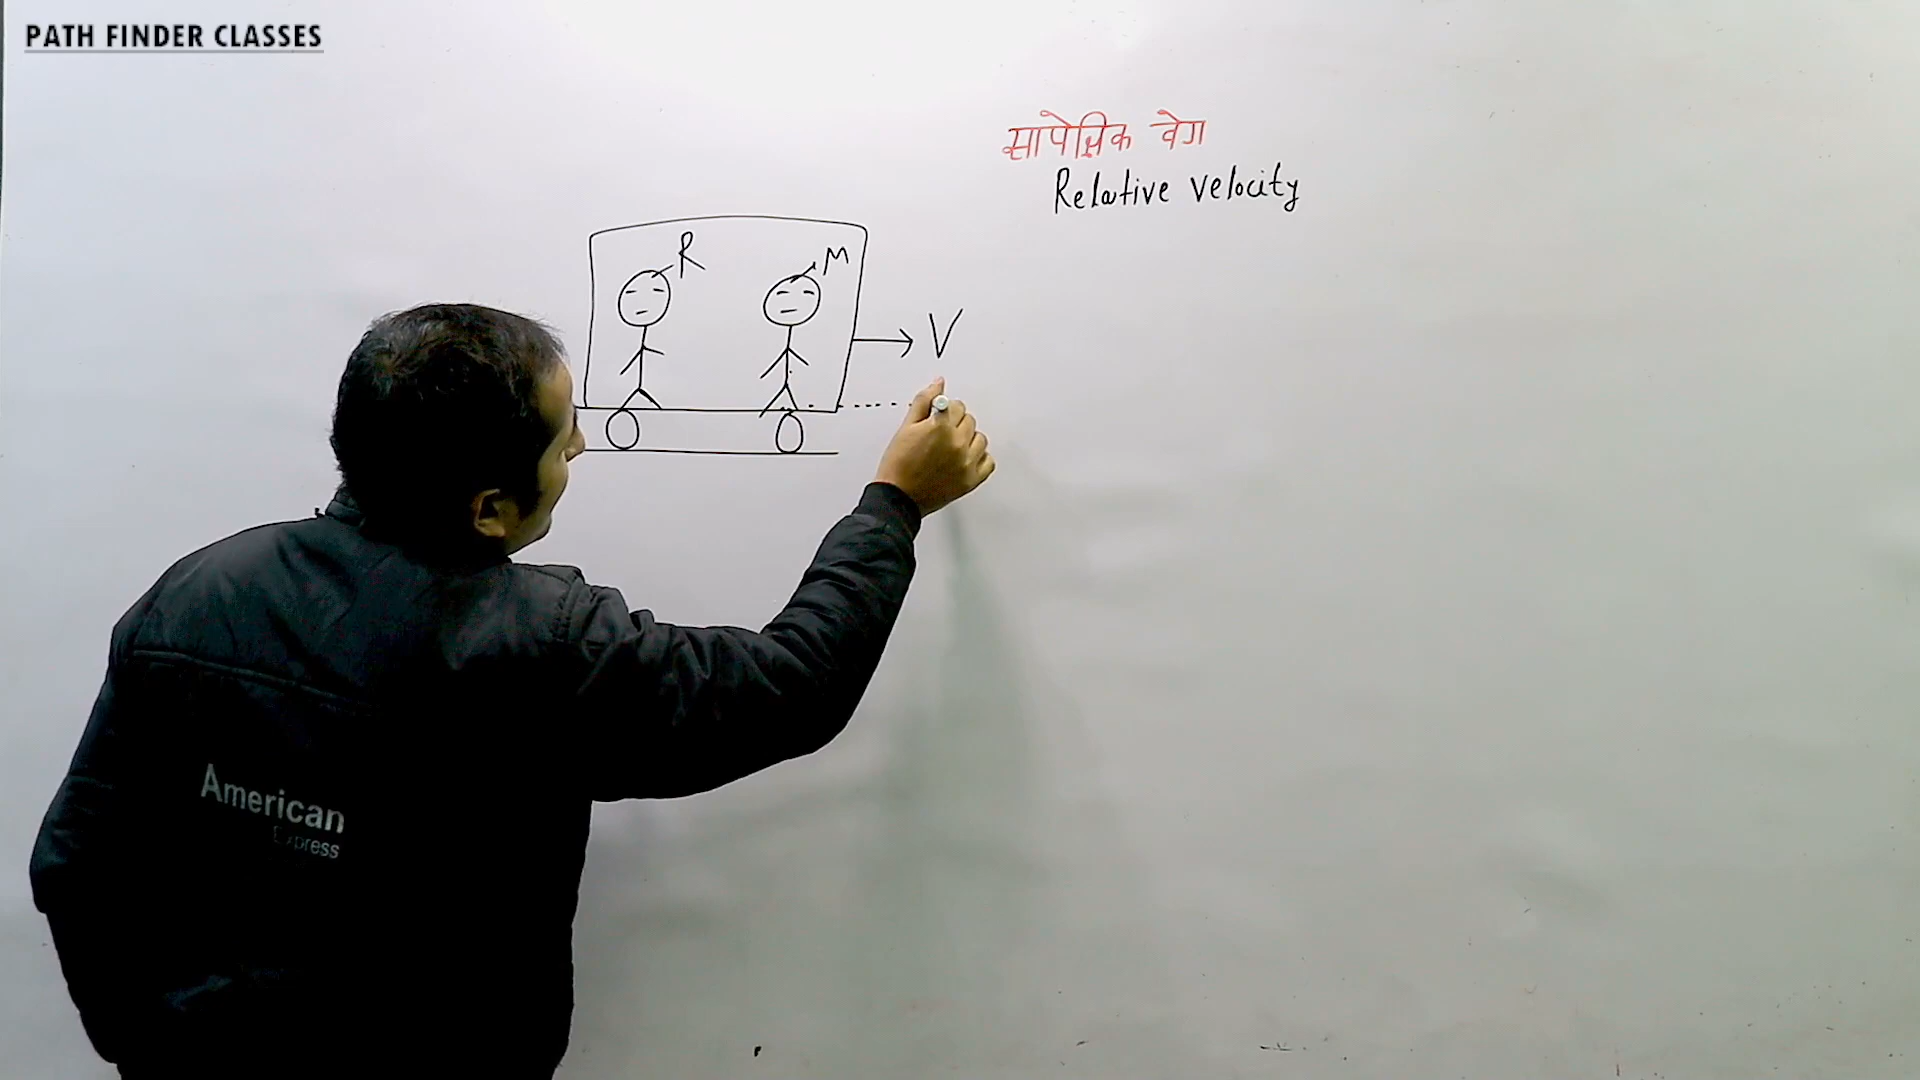 PATH FINDER CLASSES
सापेक्षिक वेग
Relative velocity
R
M
V
American
Express